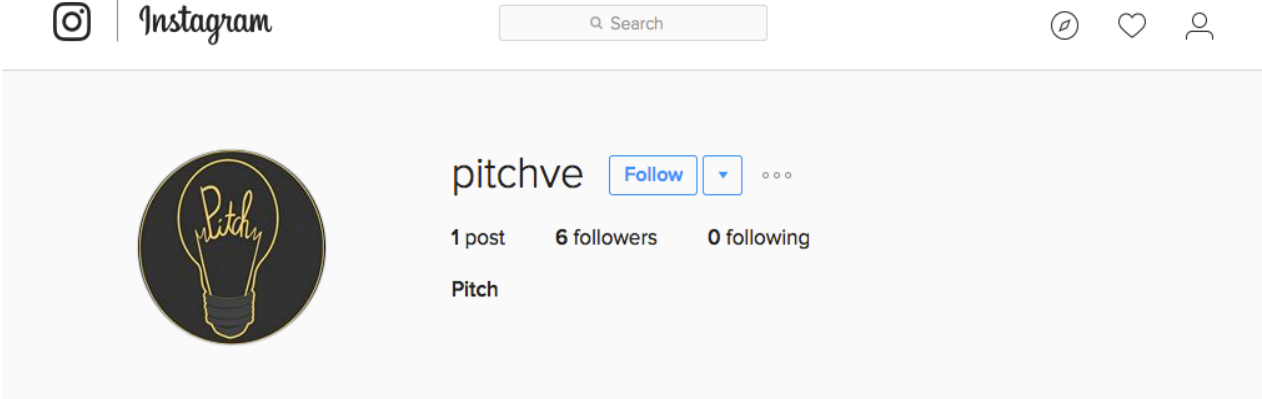 Instagram
Search
Pitch
pitchve Follow
1 post 6 followers 0 following
Pitch